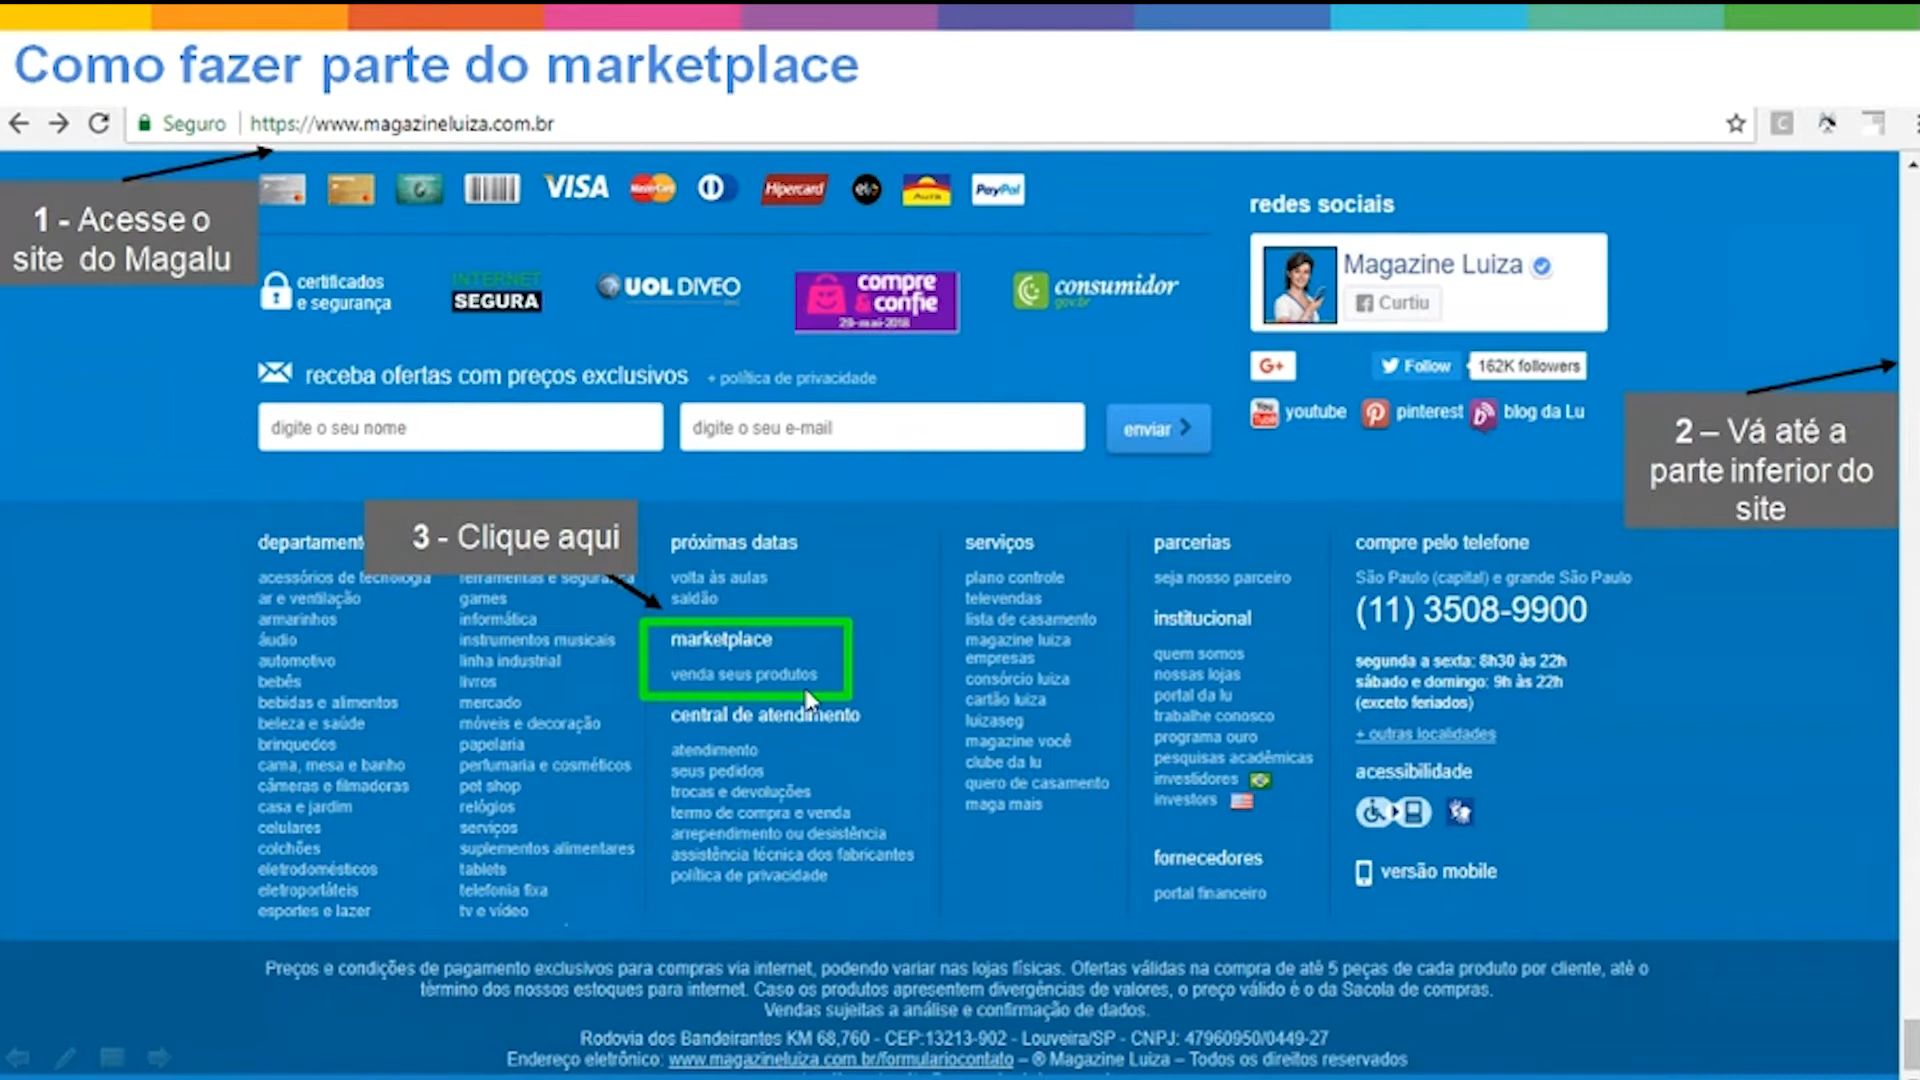 Como fazer parte do marketplace
Seguro
https://www.magazineluiza.com.br
1 - Acesse o
site do Magalu
VISA
MasterCard
Hipercard
elo
Aura
PayPal
certificados
e segurança
INTERNET
SEGURA
UOL DIVEO
compre
& confie
29-mai-2018
consumidor
gov.br
redes sociais
Magazine Luiza
Curtiu
G+
Follow
162K followers
youtube
pinterest
blog da Lu
receba ofertas com preços exclusivos
+ política de privacidade
digite o seu nome
digite o seu e-mail
enviar
2 – Vá até a
parte inferior do
site
3 - Clique aqui
acessórios de tecnologia
ar e ventilação
armarinhos
áudio
automotivo
bebês
bebidas e alimentos
beleza e saúde
brinquedos
cama, mesa e banho
câmeras e filmadoras
casa e jardim
celulares
colchões
eletrodomésticos
eletroportáteis
esportes e lazer
ferramentas e segurança
games
informática
instrumentos musicais
linha industrial
livros
mercado
móveis e decoração
papelaria
perfumaria e cosméticos
pet shop
relógios
serviços
suplementos alimentares
tablets
telefonia fixa
tv e vídeo
próximas datas
volta às aulas
saldão
marketplace
venda seus produtos
central de atendimento
atendimento
seus pedidos
trocas e devoluções
termo de compra e venda
arrependimento ou desistência
assistência técnica dos fabricantes
política de privacidade
serviços
plano controle
televendas
lista de casamento
magazine luiza
empresas
consórcio luiza
cartão luiza
luizaseg
magazine você
clube da lu
quero de casamento
maga mais
parcerias
seja nosso parceiro
institucional
quem somos
nossas lojas
portal da lu
trabalhe conosco
programa ouro
pesquisas acadêmicas
investidores
investors
fornecedores
portal financeiro
compre pelo telefone
São Paulo (capital) e grande São Paulo
(11) 3508-9900
segunda a sexta: 8h30 às 22h
sábado e domingo: 9h às 22h
(exceto feriados)
+ outras localidades
acessibilidade
versão mobile
Preços e condições de pagamento exclusivos para compras via internet, podendo variar nas lojas físicas. Ofertas válidas na compra de até 5 peças de cada produto por cliente, até o
término dos nossos estoques para internet. Caso os produtos apresentem divergências de valores, o preço válido é o da Sacola de compras.
Vendas sujeitas a análise e confirmação de dados.
Rodovia dos Bandeirantes KM 68,760 - CEP:13213-902 - Louveira/SP - CNPJ: 47960950/0449-27
Endereço eletrônico: www.magazineluiza.com.br/formulariocontato – ® Magazine Luiza – Todos os direitos reservados